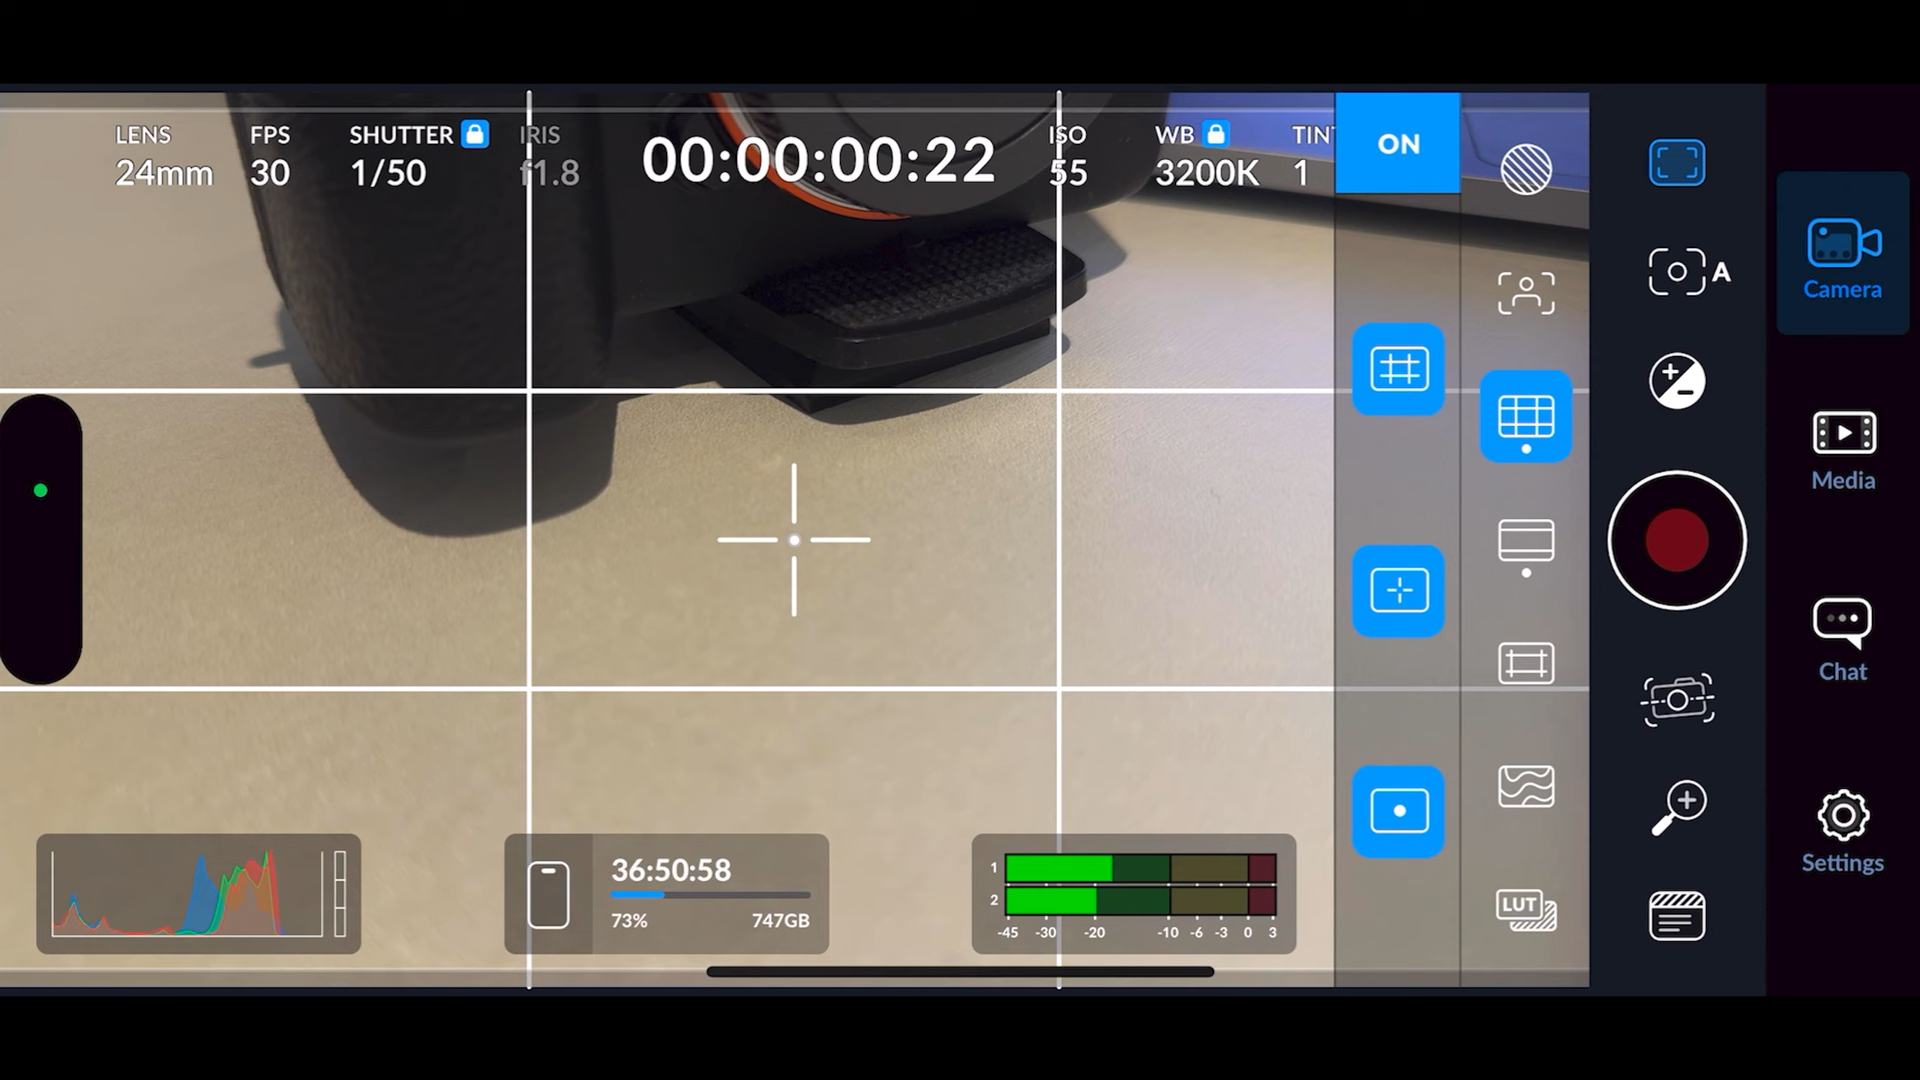 LENS FPS SHUTTER IRIS ISO WB TINT ON
24mm 30 1/50 f1.8 00:00:00:22 55 3200K 1
A
Camera
Media
Chat
Settings
LUT
36:50:58
73% 747GB
1
2
-45 -30 -20 -10 -6 -3 0 3